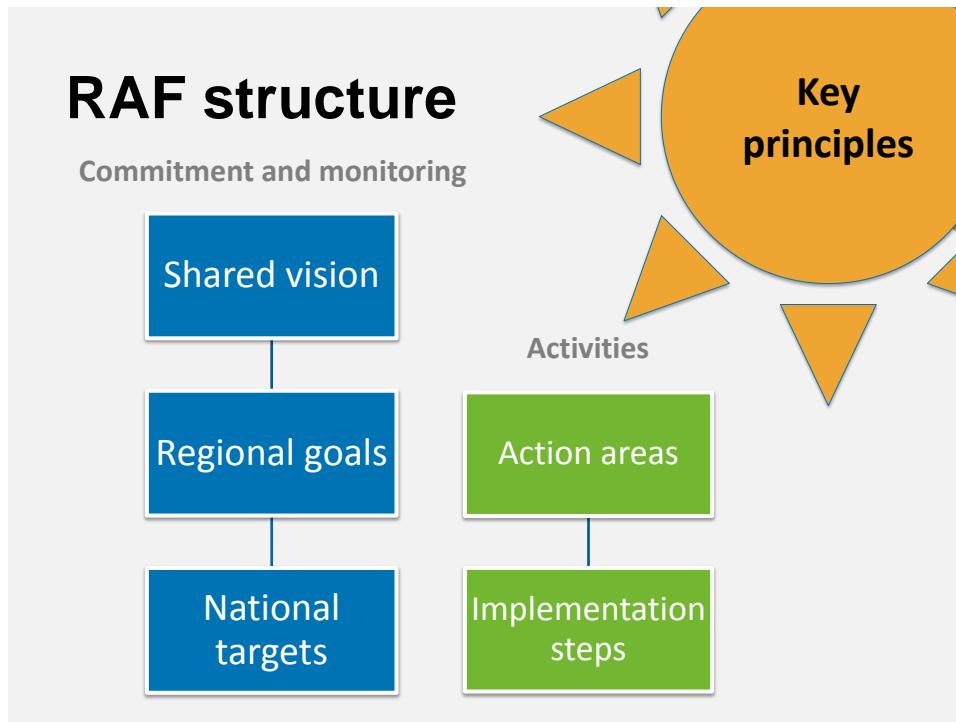 RAF structure
Key
principles
Commitment and monitoring
Shared vision
Regional goals
National
targets
Activities
Action areas
Implementation
steps